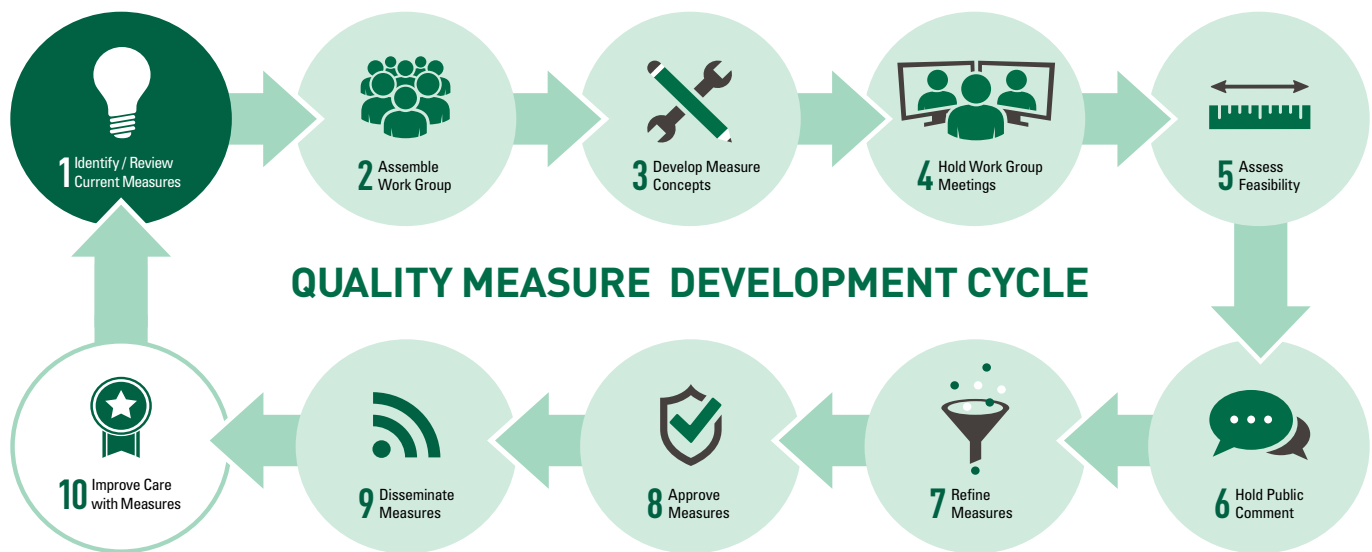 1 Identify / Review
Current Measures
2 Assemble
Work Group
3 Develop Measure
Concepts
4 Hold Work Group
Meetings
5 Assess
Feasibility
QUALITY MEASURE DEVELOPMENT CYCLE
10 Improve Care
with Measures
9 Disseminate
Measures
8 Approve
Measures
7 Refine
Measures
6 Hold Public
Comment